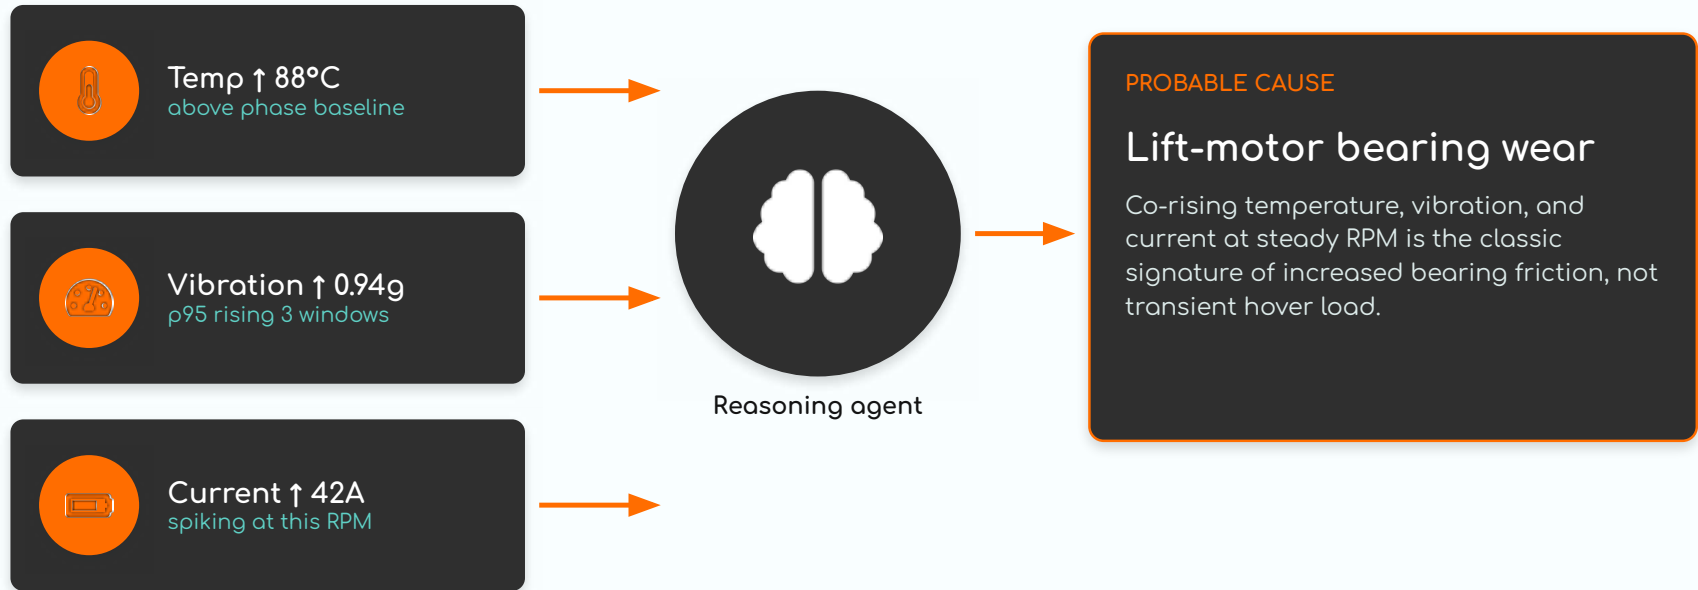 Temp ↑ 88°C
above phase baseline
Vibration ↑ 0.94g
p95 rising 3 windows
Current ↑ 42A
spiking at this RPM
Reasoning agent
PROBABLE CAUSE
Lift-motor bearing wear
Co-rising temperature, vibration, and
current at steady RPM is the classic
signature of increased bearing friction, not
transient hover load.